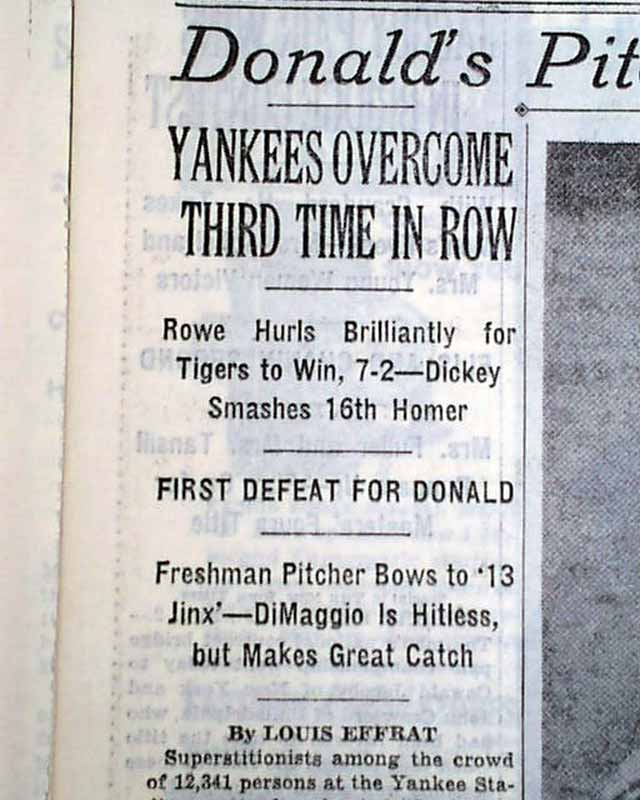 Donald's
YANKEES OVERCOME
THIRD TIME IN ROW
Rowe Hurls Brilliantly for
Tigers to Win, 7-2—Dickey
Smashes 16th Homer
FIRST DEFEAT FOR DONALD
Freshman Pitcher Bows to '13
Jinx'—DiMaggio Is Hitless,
but Makes Great Catch
By LOUIS EFFRAT
Superstitionists among the crowd
of 12,341 persons at the Yankee Sta-